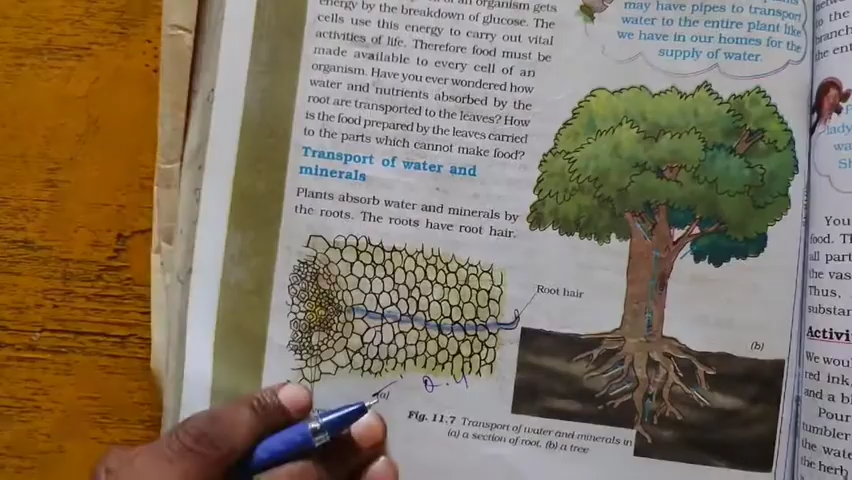 energy by the breakdown of glucose. The
cells use this energy to carry out vital
activities of life. Therefore food must be
made available to every cell of an
organism. Have you ever wondered how
water and nutrients absorbed by the
root are transported to the leaves? How
is the food prepared by the leaves carried
to the parts which cannot make food?
Transport of water and
minerals
Plants absorb water and minerals by
the roots. The roots have root hair.
Root hair
(a)
(b)
Fig. 11.7 Transport of water and minerals in
(a) a section of root, (b) a tree
may have pipes to transport
water to the entire plant like
we have in our homes for the
supply of water.
You
food. T
all part
the vas
Thus,
substan
Activi
We wou
red ink,
and a b
Pour
tumbler
the wate
the herb